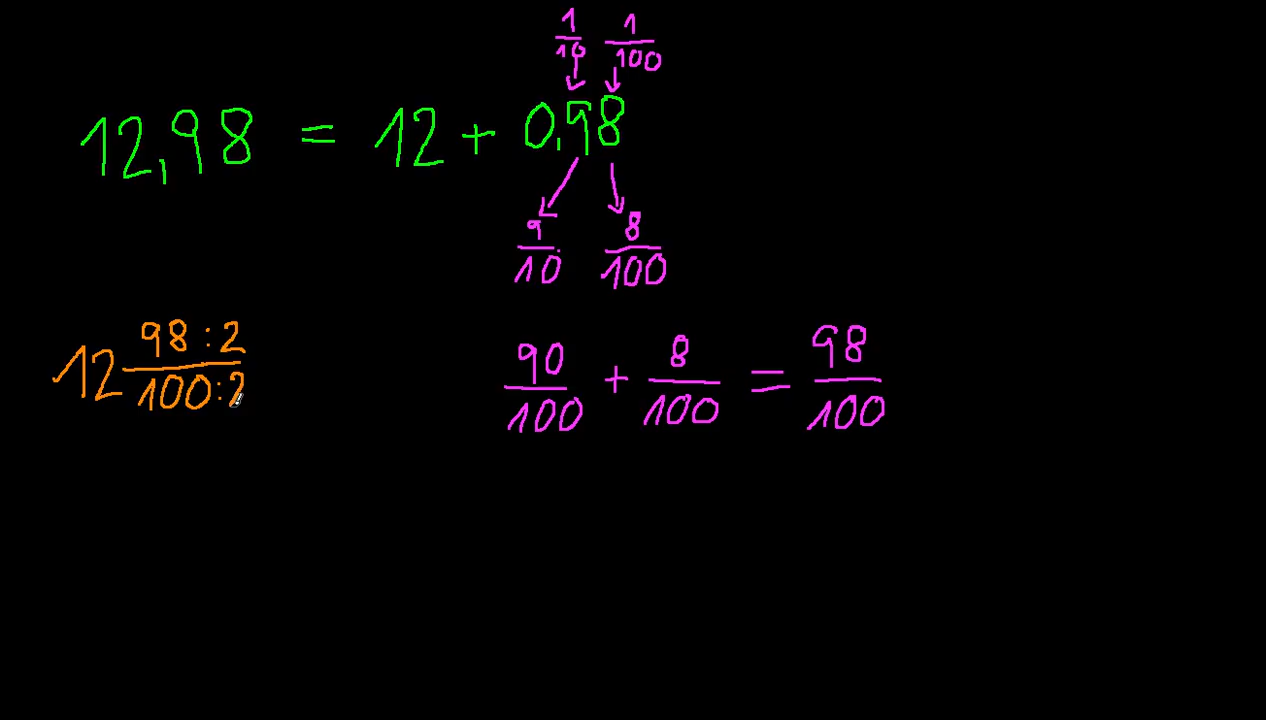 1/10 1/100
12,98 = 12 + 0,98
9/10 8/100
12 98:2/100:2
90/100 + 8/100 = 98/100